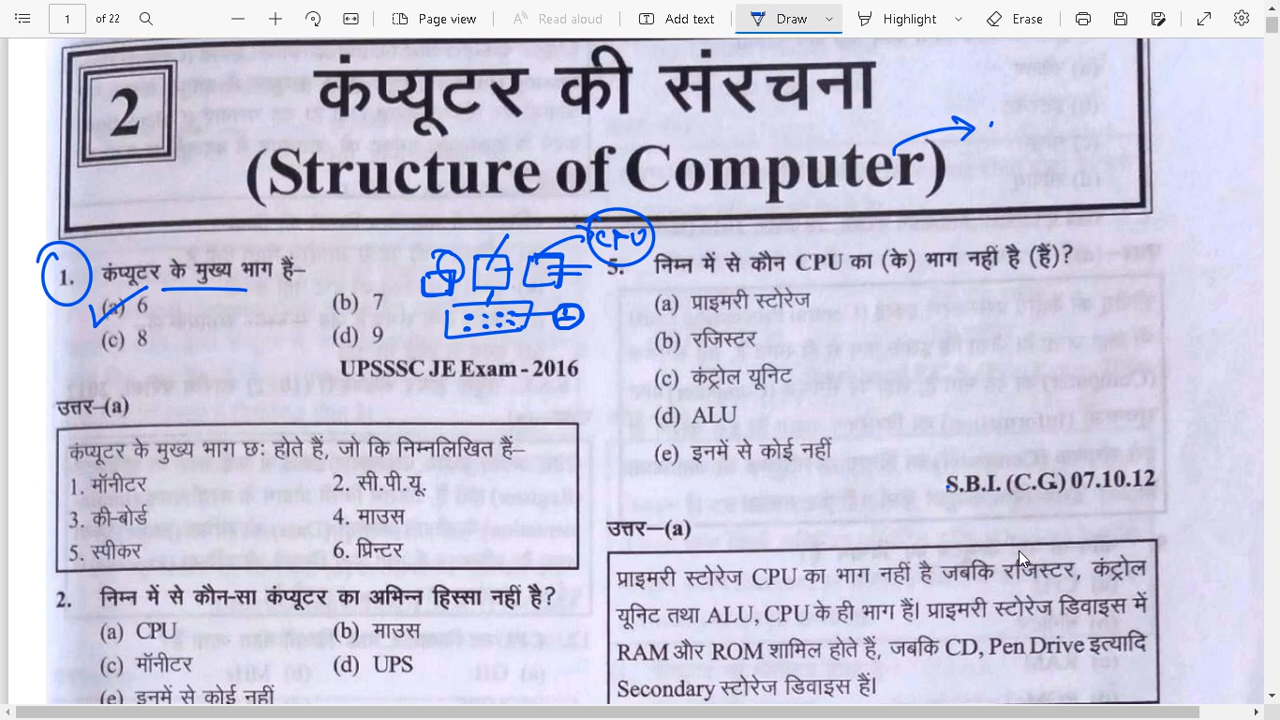 1
of 22
Page view
Read aloud
Add text
Draw
Highlight
Erase
2
कंप्यूटर की संरचना
(Structure of Computer)
1. कंप्यूटर के मुख्य भाग हैं–
(a) 6
(b) 7
(c) 8
(d) 9
UPSSSC JE Exam - 2016
उत्तर–(a)
कंप्यूटर के मुख्य भाग छः होते हैं, जो कि निम्नलिखित हैं–
1. मॉनीटर
2. सी.पी.यू.
3. की-बोर्ड
4. माउस
5. स्पीकर
6. प्रिन्टर
2. निम्न में से कौन-सा कंप्यूटर का अभिन्न हिस्सा नहीं है?
(a) CPU
(b) माउस
(c) मॉनीटर
(d) UPS
(e) इनमें से कोई नहीं
CPU
5. निम्न में से कौन CPU का (के) भाग नहीं है (हैं)?
(a) प्राइमरी स्टोरेज
(b) रजिस्टर
(c) कंट्रोल यूनिट
(d) ALU
(e) इनमें से कोई नहीं
S.B.I. (C.G) 07.10.12
उत्तर–(a)
प्राइमरी स्टोरेज CPU का भाग नहीं है जबकि रजिस्टर, कंट्रोल
यूनिट तथा ALU, CPU के ही भाग हैं। प्राइमरी स्टोरेज डिवाइस में
RAM और ROM शामिल होते हैं, जबकि CD, Pen Drive इत्यादि
Secondary स्टोरेज डिवाइस हैं।